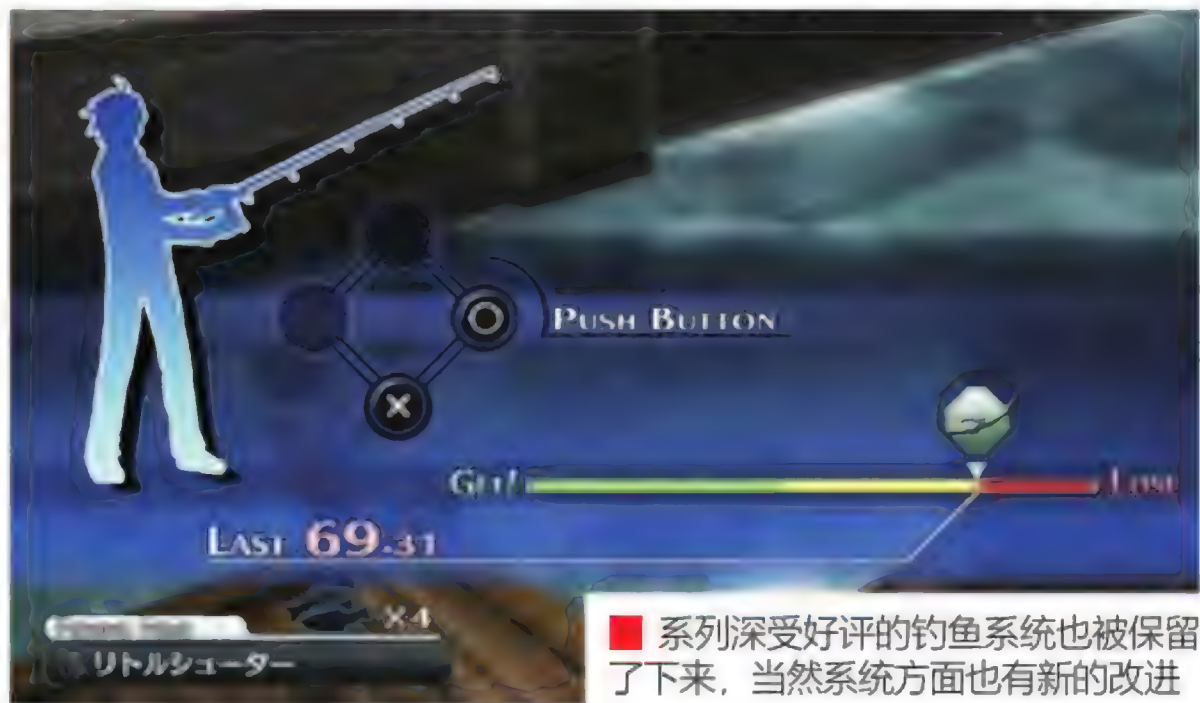 PUSH BUTTON
GET!
LOSE
LAST 69.31
×4
リトルシューター
■ 系列深受好评的钓鱼系统也被保留
了下来，当然系统方面也有新的改进